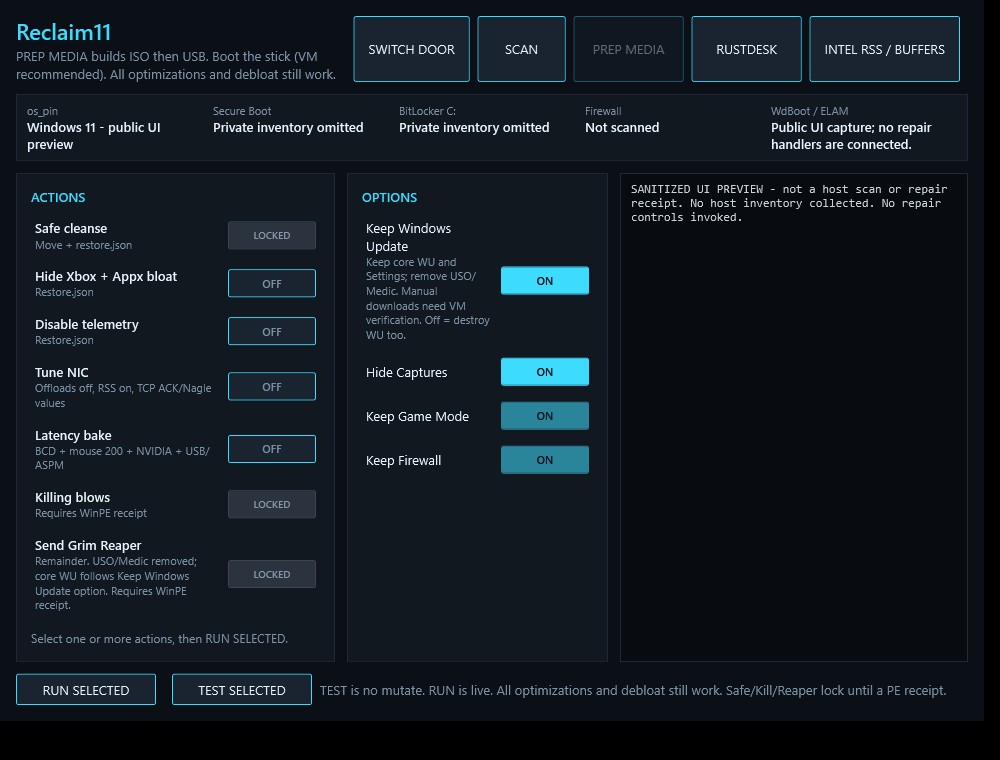 Reclaim11
PREP MEDIA builds ISO then USB. Boot the stick (VM
recommended). All optimizations and debloat still work.
SWITCH DOOR
SCAN
PREP MEDIA
RUSTDESK
INTEL RSS / BUFFERS
os_pin
Windows 11 - public UI
preview
Secure Boot
Private inventory omitted
BitLocker C:
Private inventory omitted
Firewall
Not scanned
WdBoot / ELAM
Public UI capture; no repair
handlers are connected.
ACTIONS
Safe cleanse
Move + restore.json
LOCKED
Hide Xbox + Appx bloat
Restore.json
OFF
Disable telemetry
Restore.json
OFF
Tune NIC
Offloads off, RSS on, TCP ACK/Nagle
values
OFF
Latency bake
BCD + mouse 200 + NVIDIA + USB/
ASPM
OFF
Killing blows
Requires WinPE receipt
LOCKED
Send Grim Reaper
Remainder. USO/Medic removed;
core WU follows Keep Windows
Update option. Requires WinPE
receipt.
LOCKED
Select one or more actions, then RUN SELECTED.
OPTIONS
Keep Windows
Update
Keep core WU and
Settings; remove USO/
Medic. Manual
downloads need VM
verification. Off = destroy
WU too.
ON
Hide Captures
ON
Keep Game Mode
ON
Keep Firewall
ON
SANITIZED UI PREVIEW - not a host scan or repair
receipt. No host inventory collected. No repair
controls invoked.
RUN SELECTED
TEST SELECTED
TEST is no mutate. RUN is live. All optimizations and debloat still work. Safe/Kill/Reaper lock until a PE receipt.